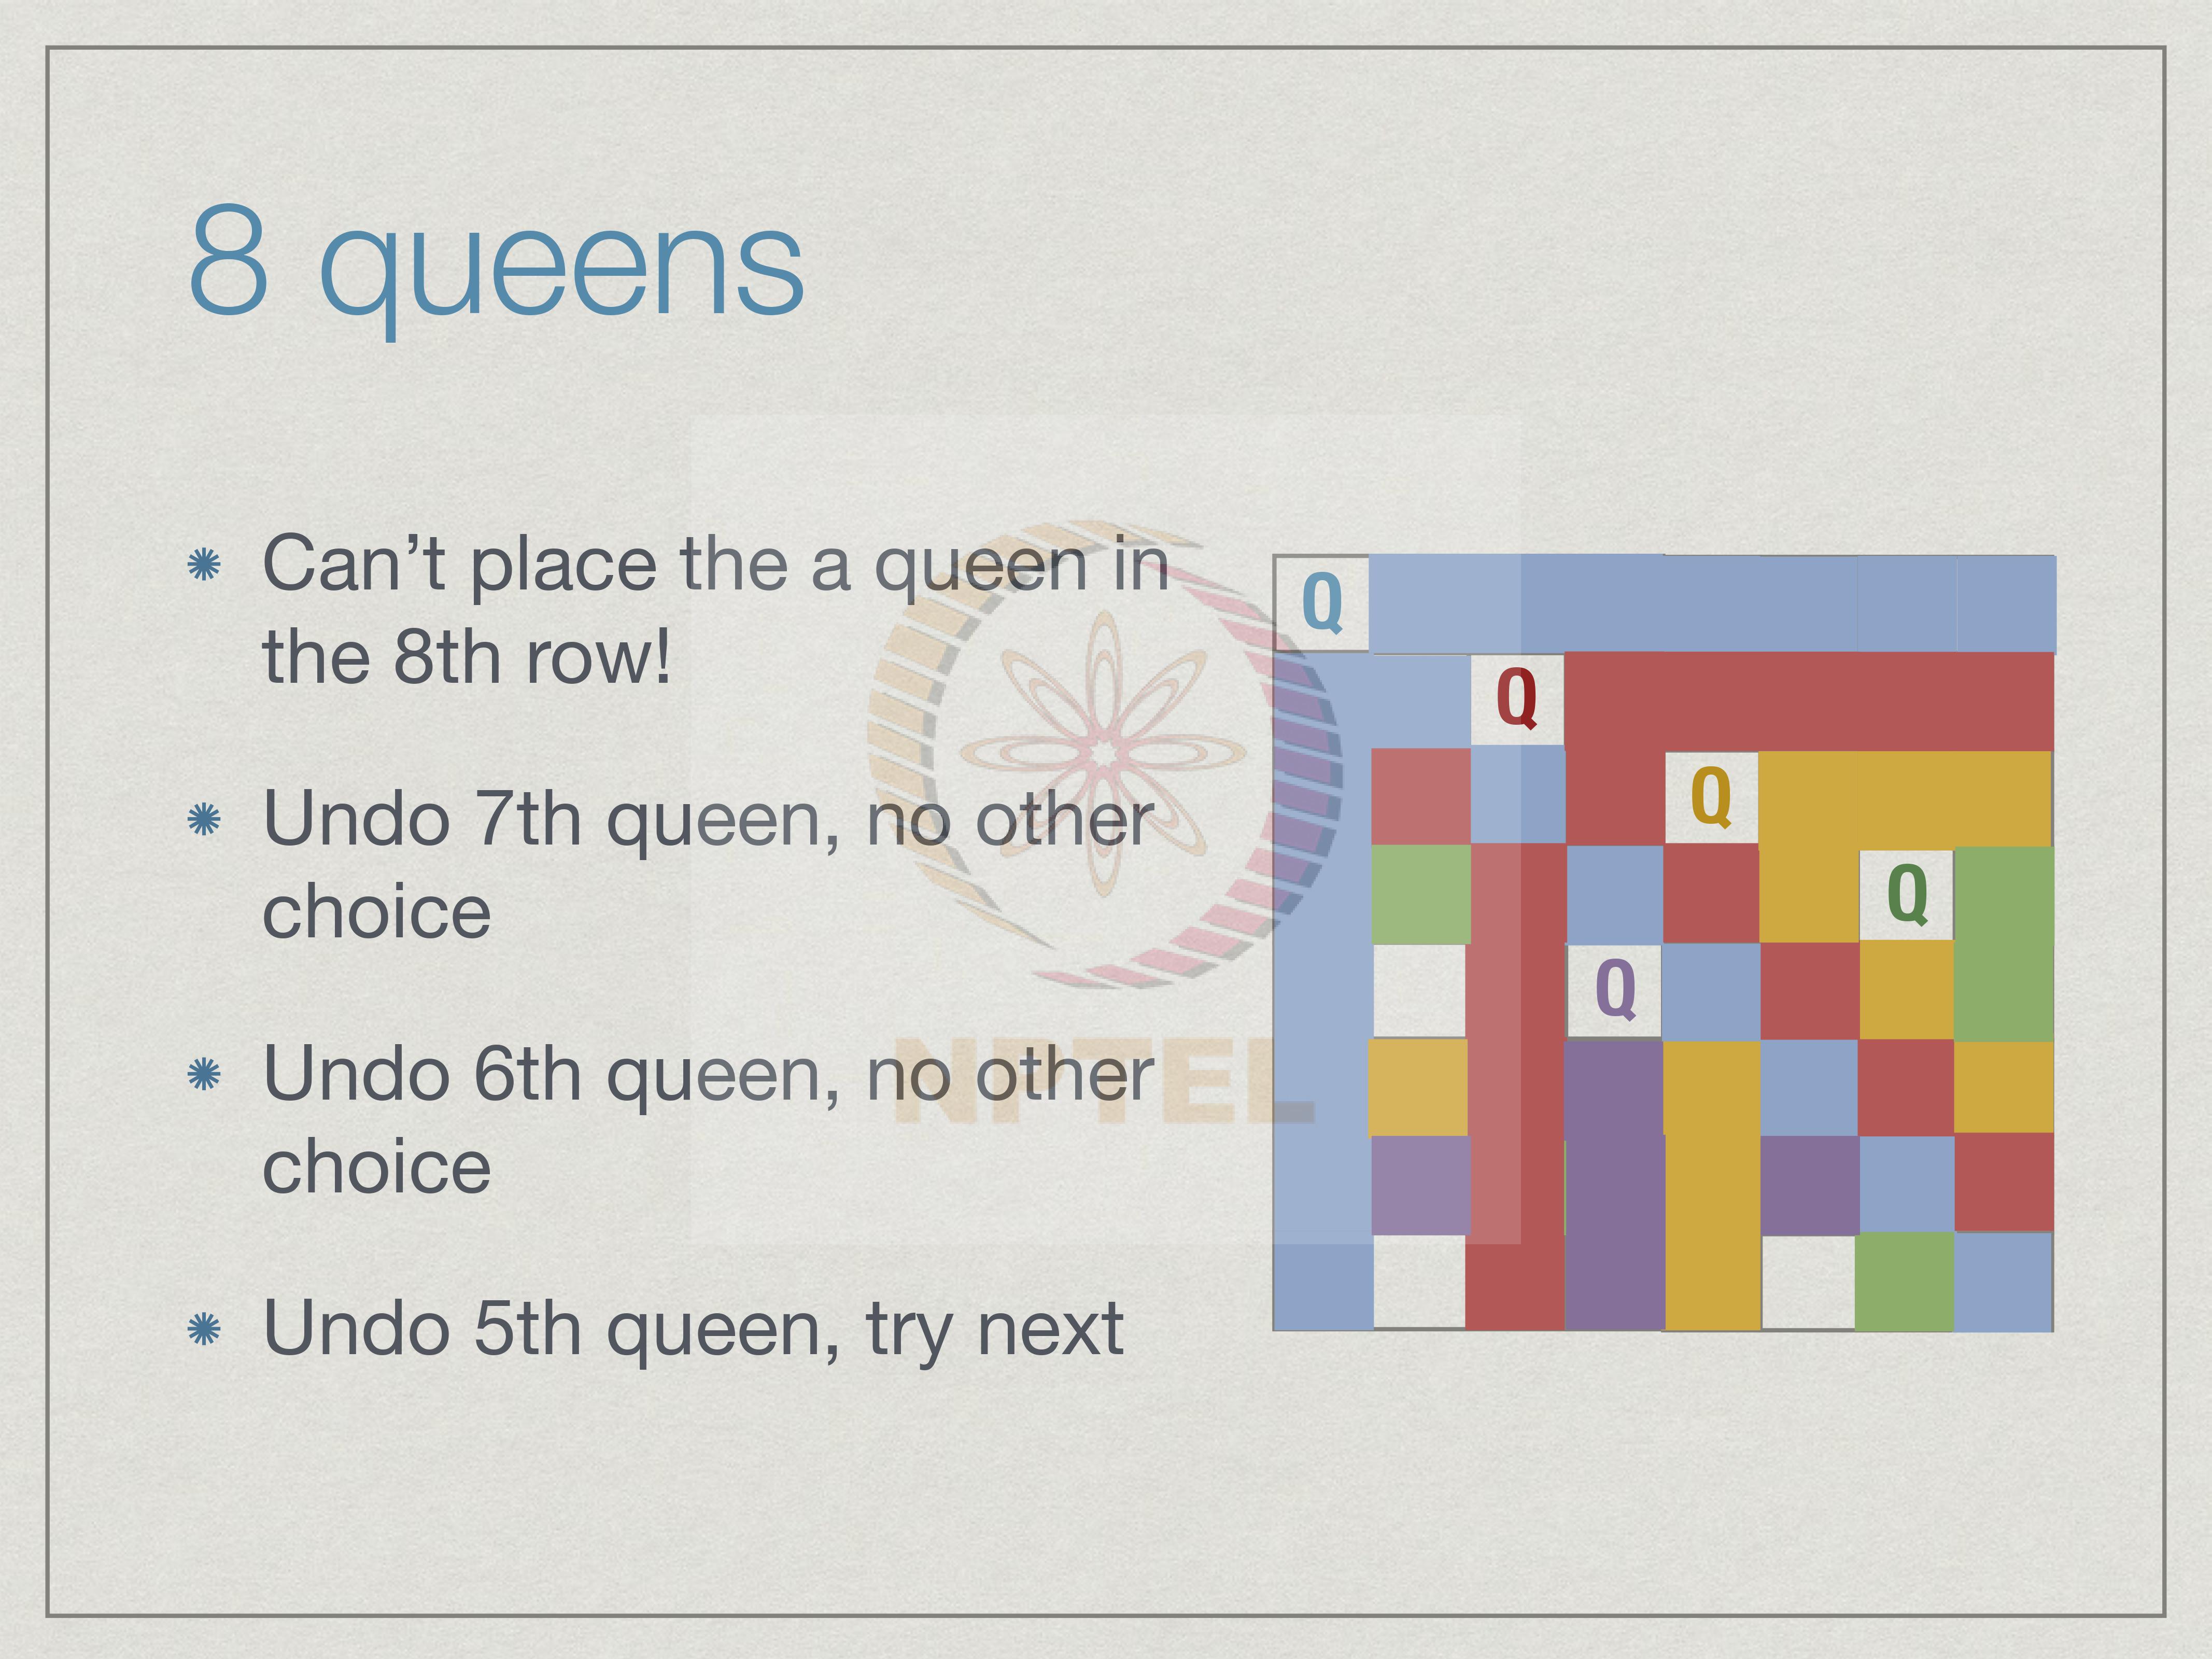 8 queens
Can’t place the a queen in
the 8th row!
Undo 7th queen, no other
choice
Undo 6th queen, no other
choice
Undo 5th queen, try next
Q
Q
Q
Q
Q
NPTEL